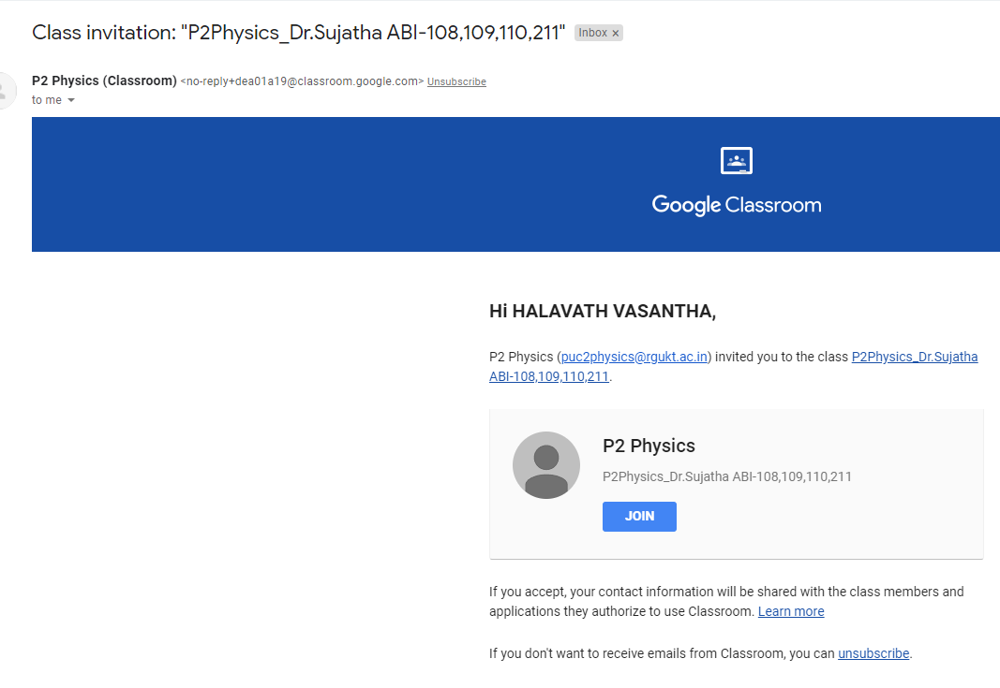 Class invitation: "P2Physics_Dr.Sujatha ABI-108,109,110,211" Inbox ×
P2 Physics (Classroom) <no-reply+dea01a19@classroom.google.com> Unsubscribe
to me
Google Classroom
Hi HALAVATH VASANTHA,
P2 Physics (puc2physics@rgukt.ac.in) invited you to the class P2Physics_Dr.Sujatha
ABI-108,109,110,211.
P2 Physics
P2Physics_Dr.Sujatha ABI-108,109,110,211
JOIN
If you accept, your contact information will be shared with the class members and
applications they authorize to use Classroom. Learn more
If you don't want to receive emails from Classroom, you can unsubscribe.